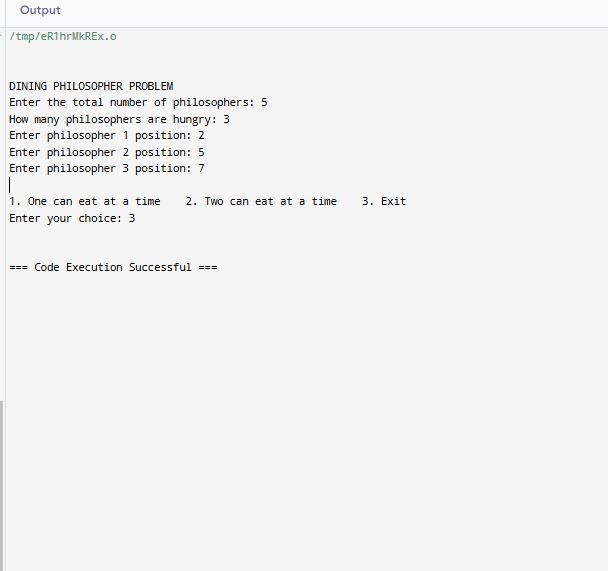 Output
/tmp/eR1hrMkREx.o
DINING PHILOSOPHER PROBLEM
Enter the total number of philosophers: 5
How many philosophers are hungry: 3
Enter philosopher 1 position: 2
Enter philosopher 2 position: 5
Enter philosopher 3 position: 7
1. One can eat at a time    2. Two can eat at a time    3. Exit
Enter your choice: 3
=== Code Execution Successful ===